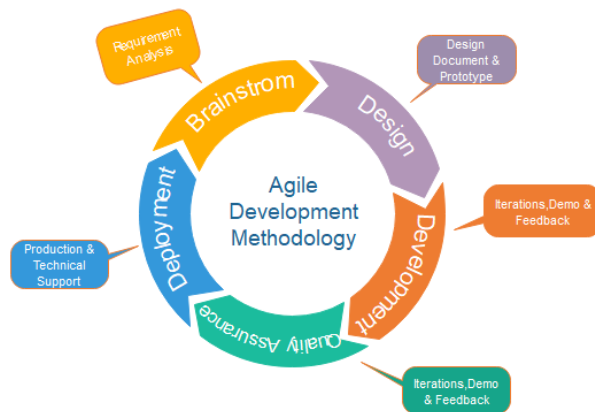 Requirement
Analysis
Brainstrom
Design
Document &
Prototype
Design
Agile
Development
Methodology
Iterations,Demo &
Feedback
Development
Production &
Technical
Support
Deployment
Quality Assurance
Iterations,Demo
& Feedback